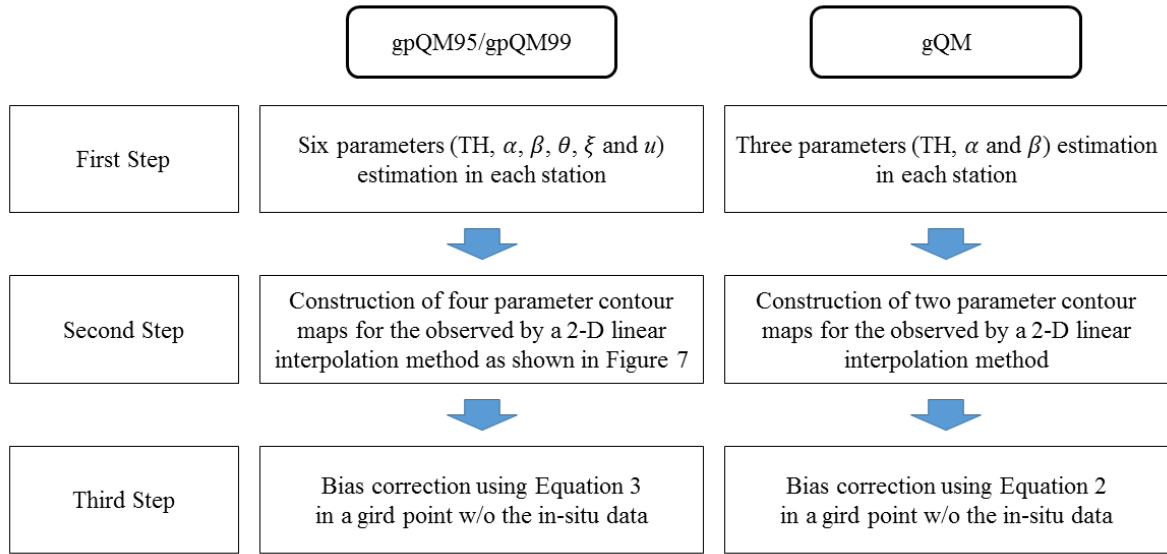 gpQM95/gpQM99
gQM
First Step
Six parameters (TH, α, β, θ, ξ and u)
estimation in each station
Three parameters (TH, α and β) estimation
in each station
Second Step
Construction of four parameter contour
maps for the observed by a 2-D linear
interpolation method as shown in Figure 7
Construction of two parameter contour
maps for the observed by a 2-D linear
interpolation method
Third Step
Bias correction using Equation 3
in a gird point w/o the in-situ data
Bias correction using Equation 2
in a gird point w/o the in-situ data